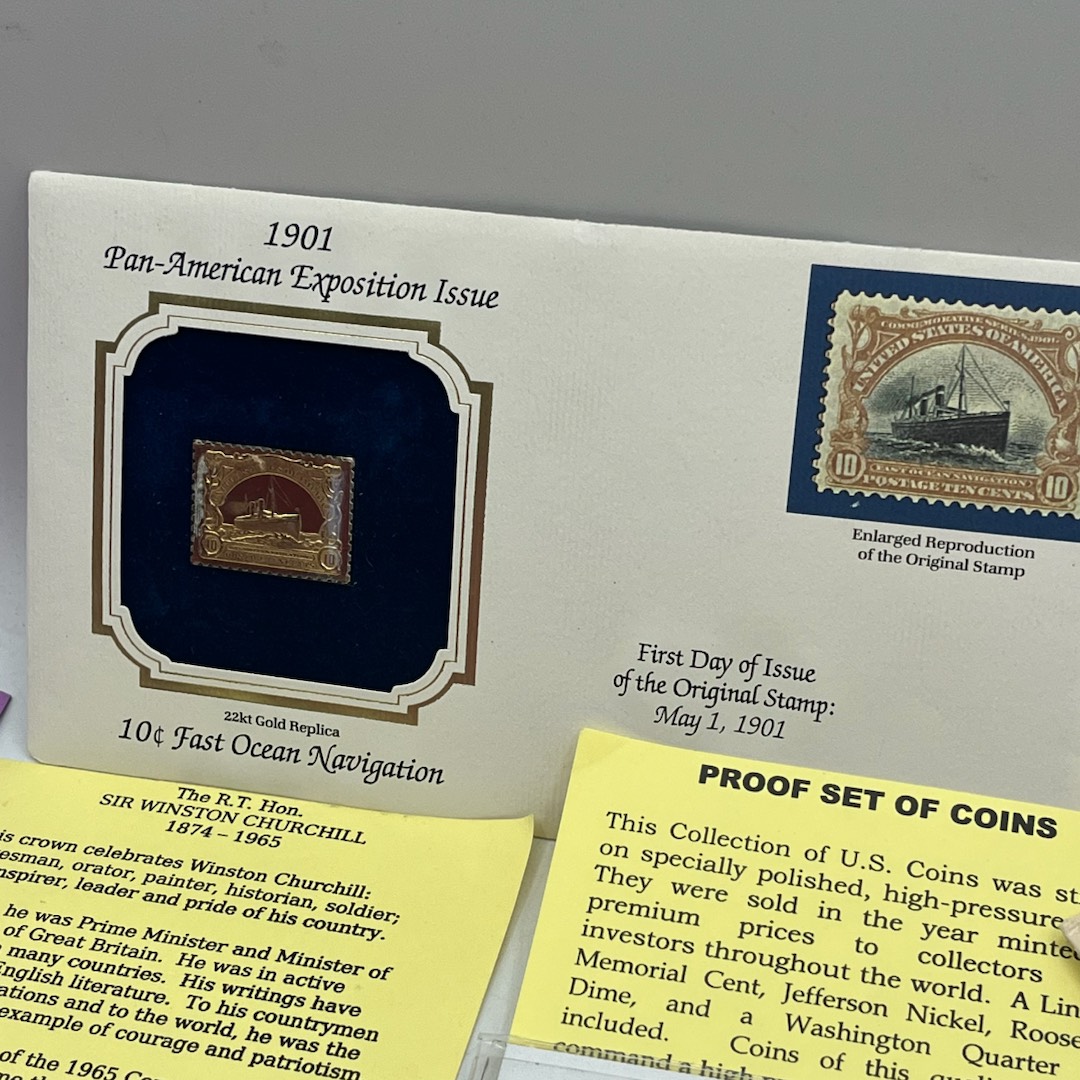 1901
Pan-American Exposition Issue
22kt Gold Replica
10¢ Fast Ocean Navigation
COMMEMORATIVE SERIES, 1901
UNITED STATES OF AMERICA
10
10
FAST OCEAN NAVIGATION
POSTAGE TEN CENTS
10
10
Enlarged Reproduction
of the Original Stamp
First Day of Issue
of the Original Stamp:
May 1, 1901
The R.T. Hon.
SIR WINSTON CHURCHILL
1874 – 1965
is crown celebrates Winston Churchill:
esman, orator, painter, historian, soldier;
nspirer, leader and pride of his country.
he was Prime Minister and Minister of
of Great Britain. He was in active
many countries. His writings have
English literature. To his countrymen
ations and to the world, he was the
example of courage and patriotism
of the 1965
PROOF SET OF COINS
This Collection of U.S. Coins was st
on specially polished, high-pressure
They were sold in the year minted
premium prices to collectors
investors throughout the world. A Lin
Memorial Cent, Jefferson Nickel, Roose
Dime, and a Washington Quarter
included. Coins of this
command a high